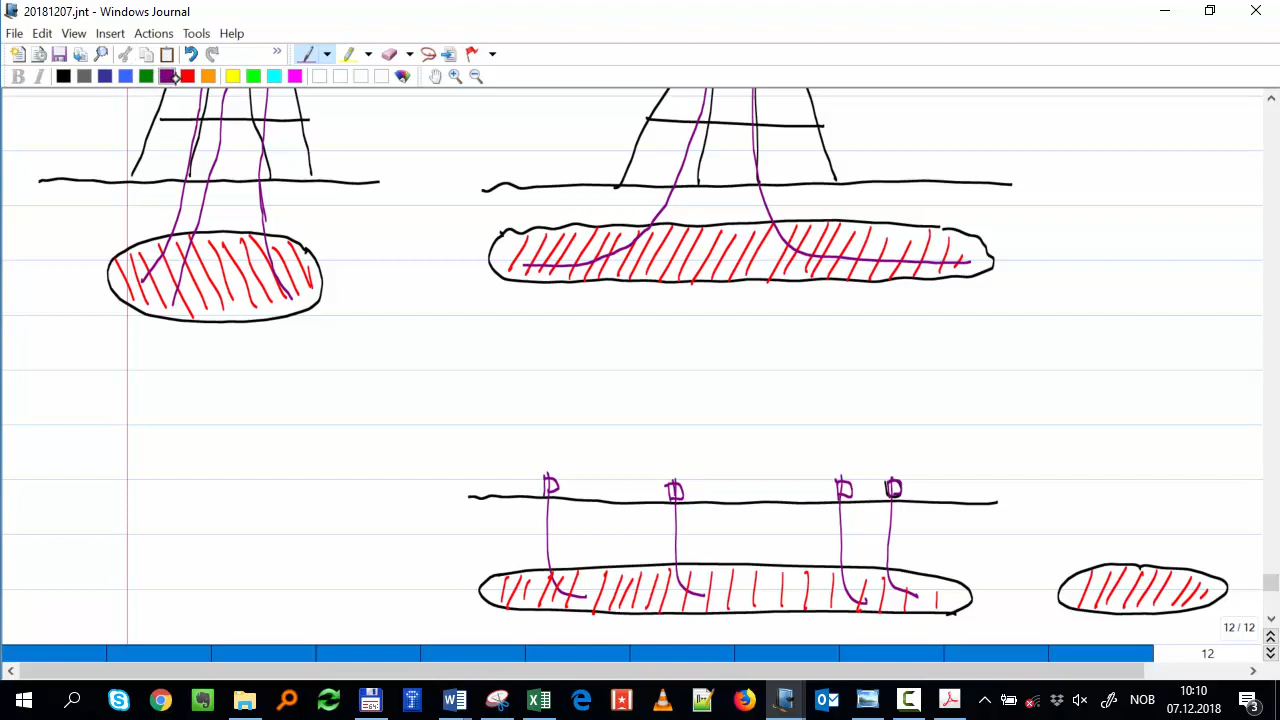 20181207.jnt - Windows Journal
File Edit View Insert Actions Tools Help
B I
D D D D
12 / 12
12
NOB
10:10
07.12.2018
3